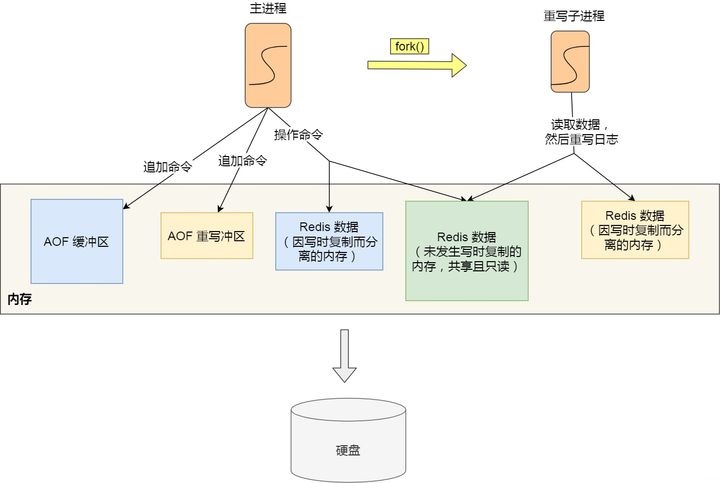 主进程
重写子进程
fork()
操作命令
读取数据，
然后重写日志
追加命令
追加命令
AOF 缓冲区
AOF 重写冲区
Redis 数据
（因写时复制而分
离的内存）
Redis 数据
（未发生写时复制的
内存，共享且只读）
Redis 数据
（因写时复制而分
离的内存）
内存
硬盘